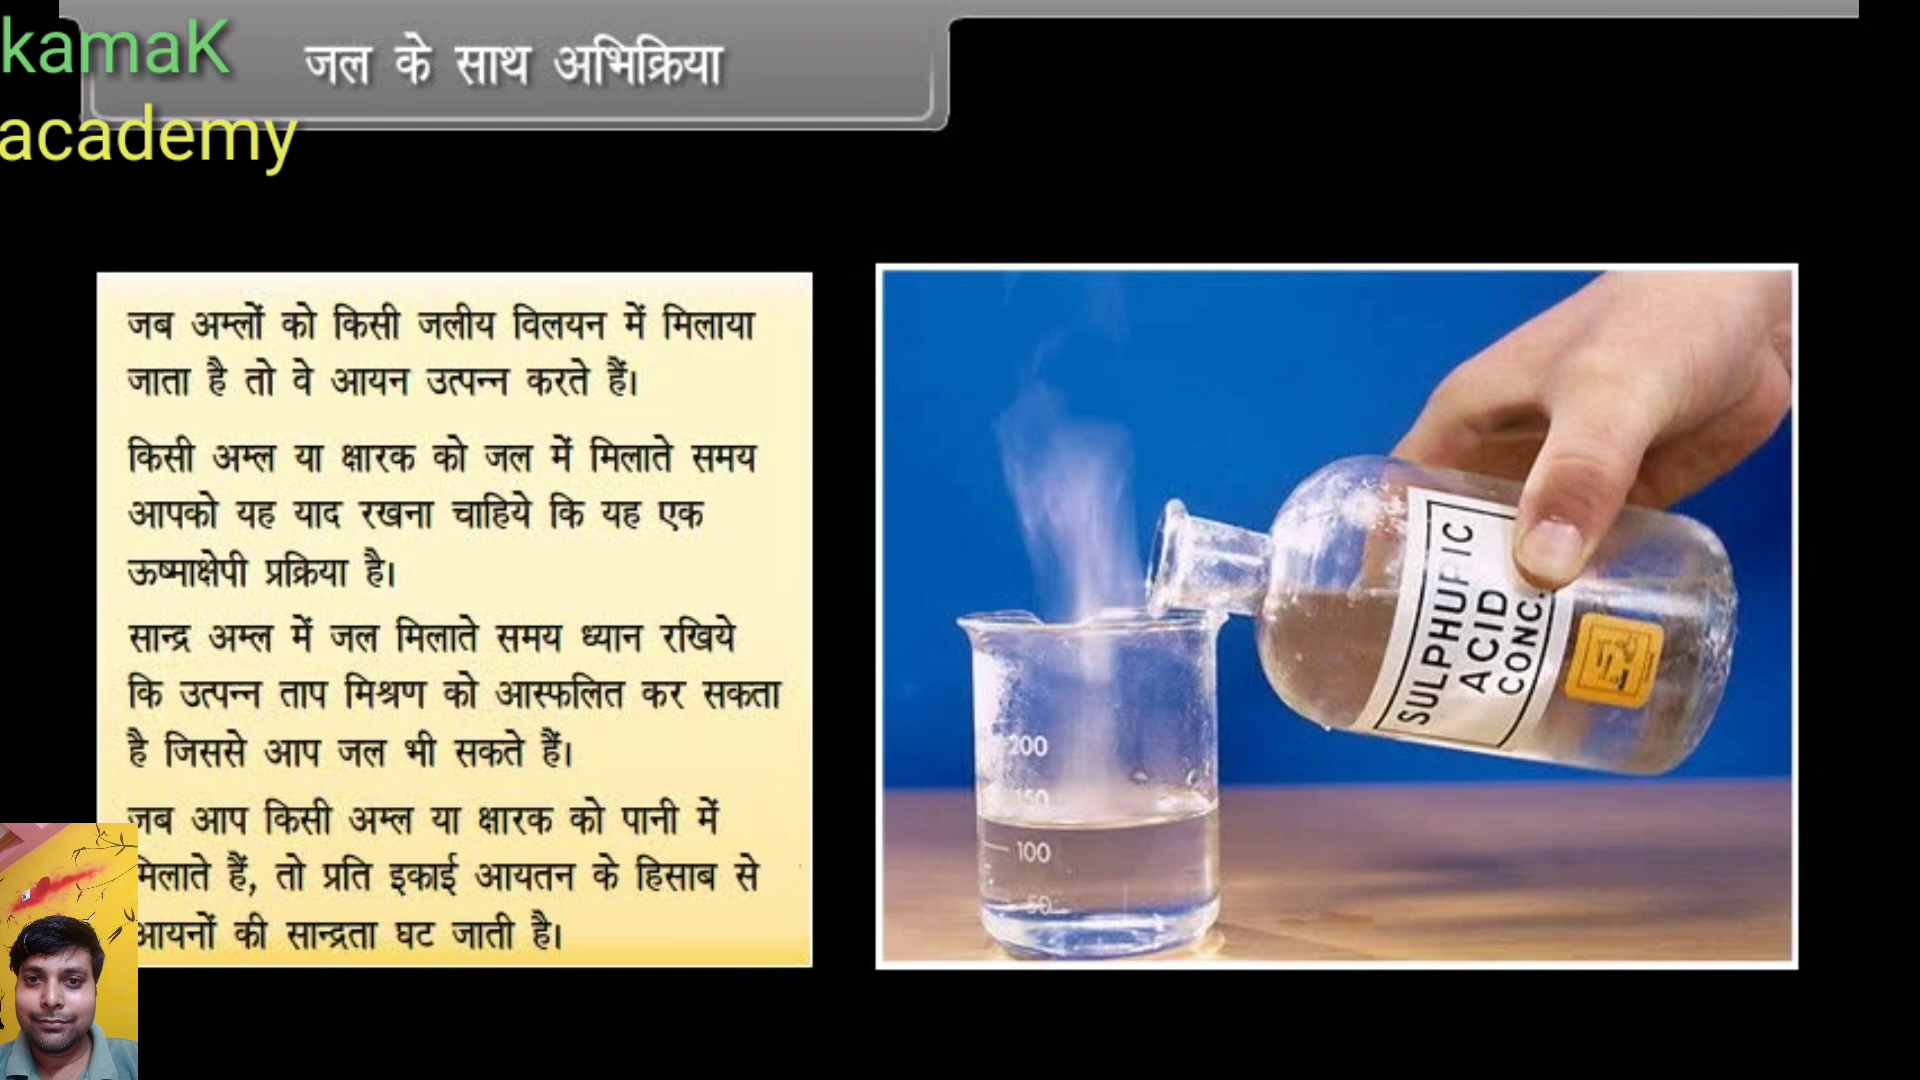 kamaK
academy
जल के साथ अभिक्रिया
जब अम्लों को किसी जलीय विलयन में मिलाया
जाता है तो वे आयन उत्पन्न करते हैं।
किसी अम्ल या क्षारक को जल में मिलाते समय
आपको यह याद रखना चाहिये कि यह एक
ऊष्माक्षेपी प्रक्रिया है।
सान्द्र अम्ल में जल मिलाते समय ध्यान रखिये
कि उत्पन्न ताप मिश्रण को आस्फलित कर सकता
है जिससे आप जल भी सकते हैं।
जब आप किसी अम्ल या क्षारक को पानी में
मिलाते हैं, तो प्रति इकाई आयतन के हिसाब से
आयनों की सान्द्रता घट जाती है।
SULPHURIC
ACID
CONC.
200
150
100
50